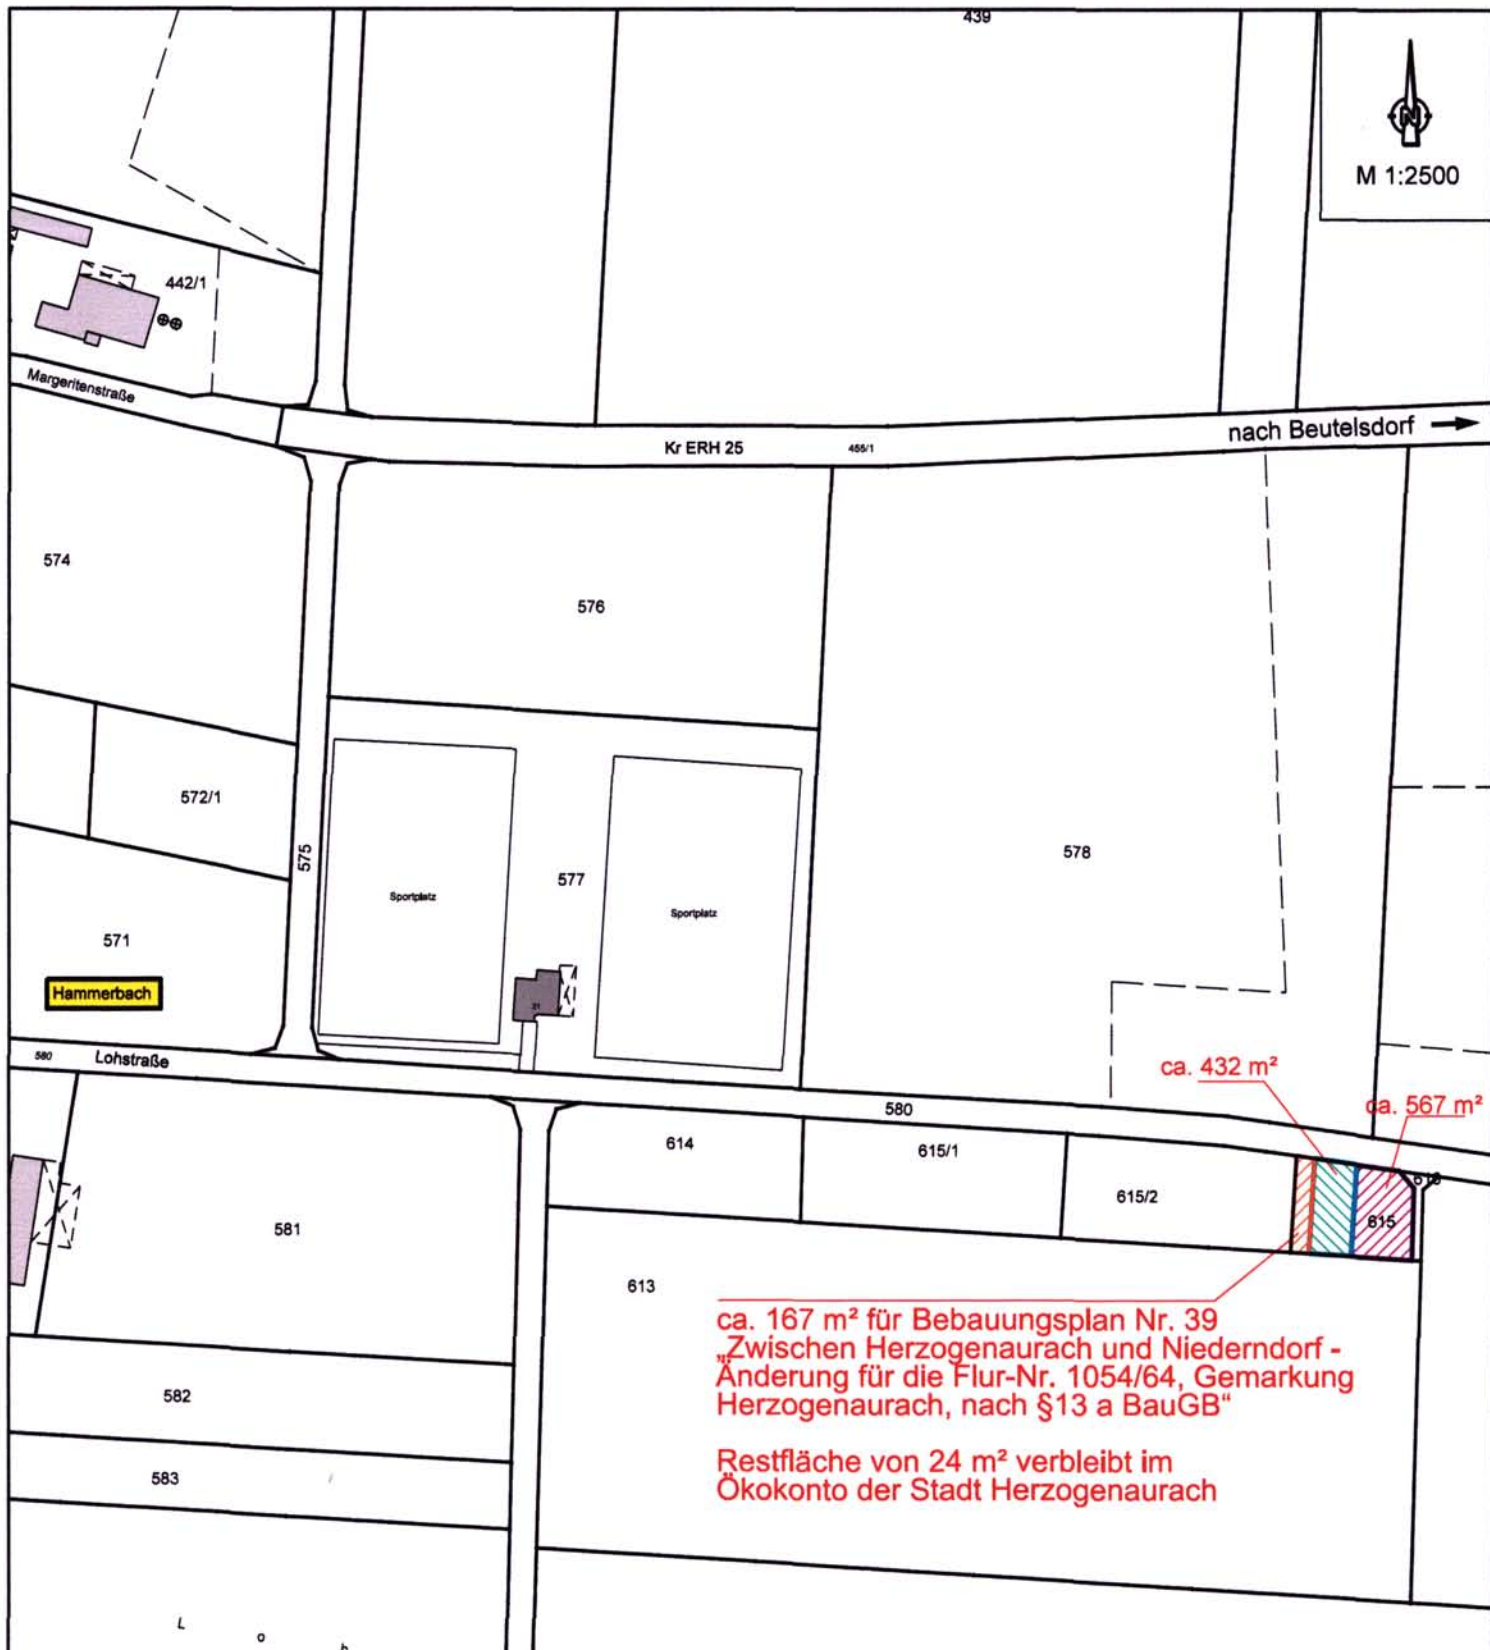 439
M 1:2500
442/1
Margeritenstraße
nach Beutelsdorf
Kr ERH 25
455/1
574
576
572/1
575
577
578
Sportplatz
Sportplatz
571
Hammerbach
21
580
Lohstraße
ca. 432 m²
ca. 567 m²
580
614
615/1
615/2
615
581
613
ca. 167 m² für Bebauungsplan Nr. 39
„Zwischen Herzogenaurach und Niederndorf -
Änderung für die Flur-Nr. 1054/64, Gemarkung
Herzogenaurach, nach §13 a BauGB“
582
Restfläche von 24 m² verbleibt im
Ökokonto der Stadt Herzogenaurach
583
L o h